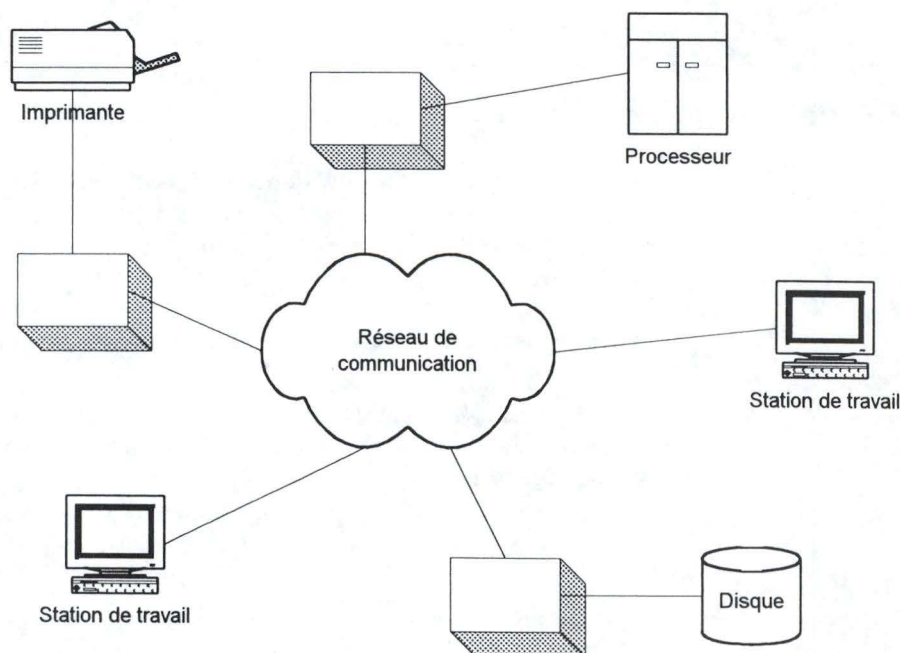 Imprimante
Processeur
Réseau de
communication
Station de travail
Station de travail
Disque